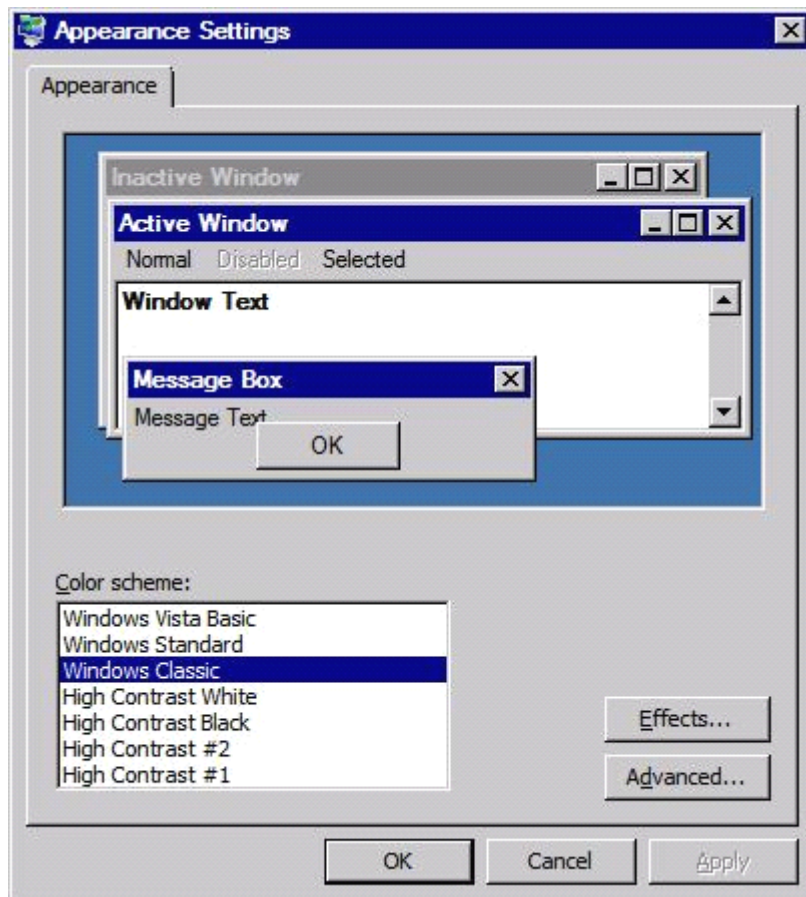 Appearance Settings
Appearance
Inactive Window
Active Window
Normal Disabled Selected
Window Text
Message Box
Message Text
OK
Color scheme:
Windows Vista Basic
Windows Standard
Windows Classic
High Contrast White
High Contrast Black
High Contrast #2
High Contrast #1
Effects...
Advanced...
OK Cancel Apply